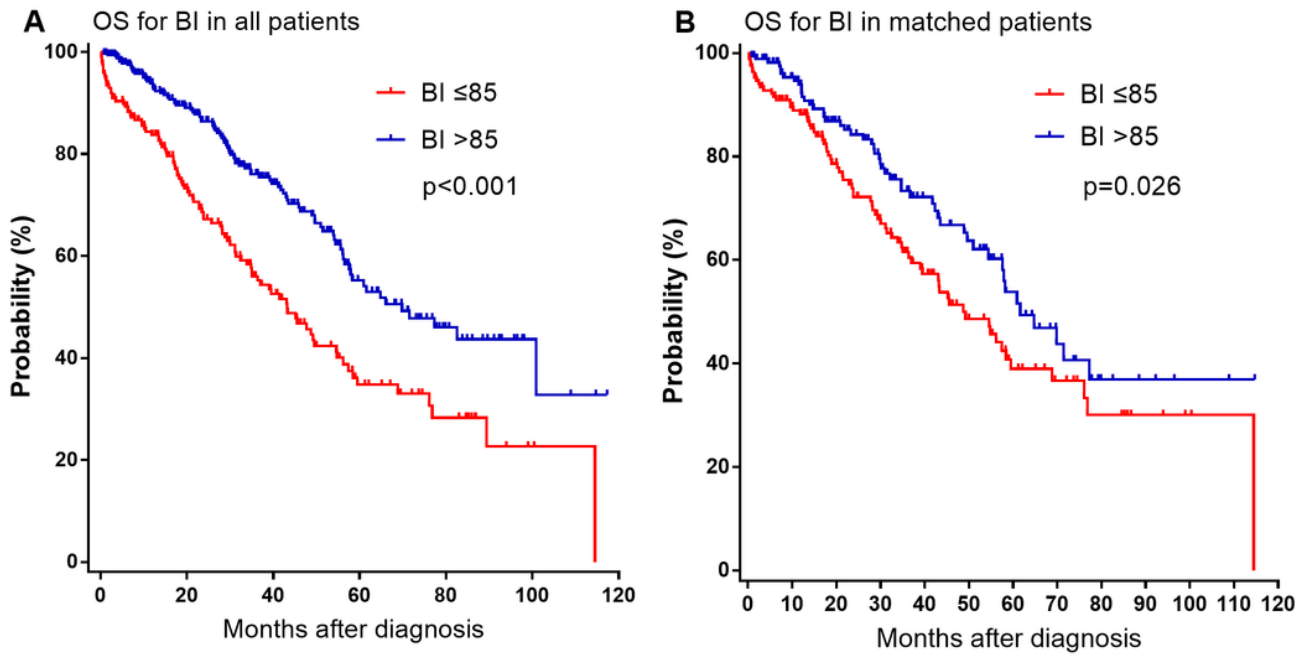 A OS for BI in all patients
BI ≤85
BI >85
p<0.001
Probability (%)
100
80
60
40
20
0
0 20 40 60 80 100 120
Months after diagnosis
B OS for BI in matched patients
BI ≤85
BI >85
p=0.026
Probability (%)
100
80
60
40
20
0
0 10 20 30 40 50 60 70 80 90 100 110 120
Months after diagnosis